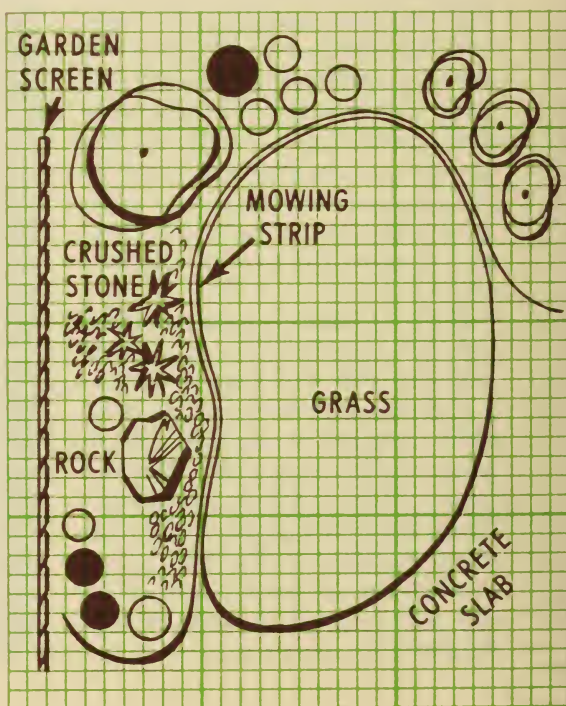 GARDEN
SCREEN
MOWING
STRIP
CRUSHED
STONE
GRASS
ROCK
CONCRETE
SLAB